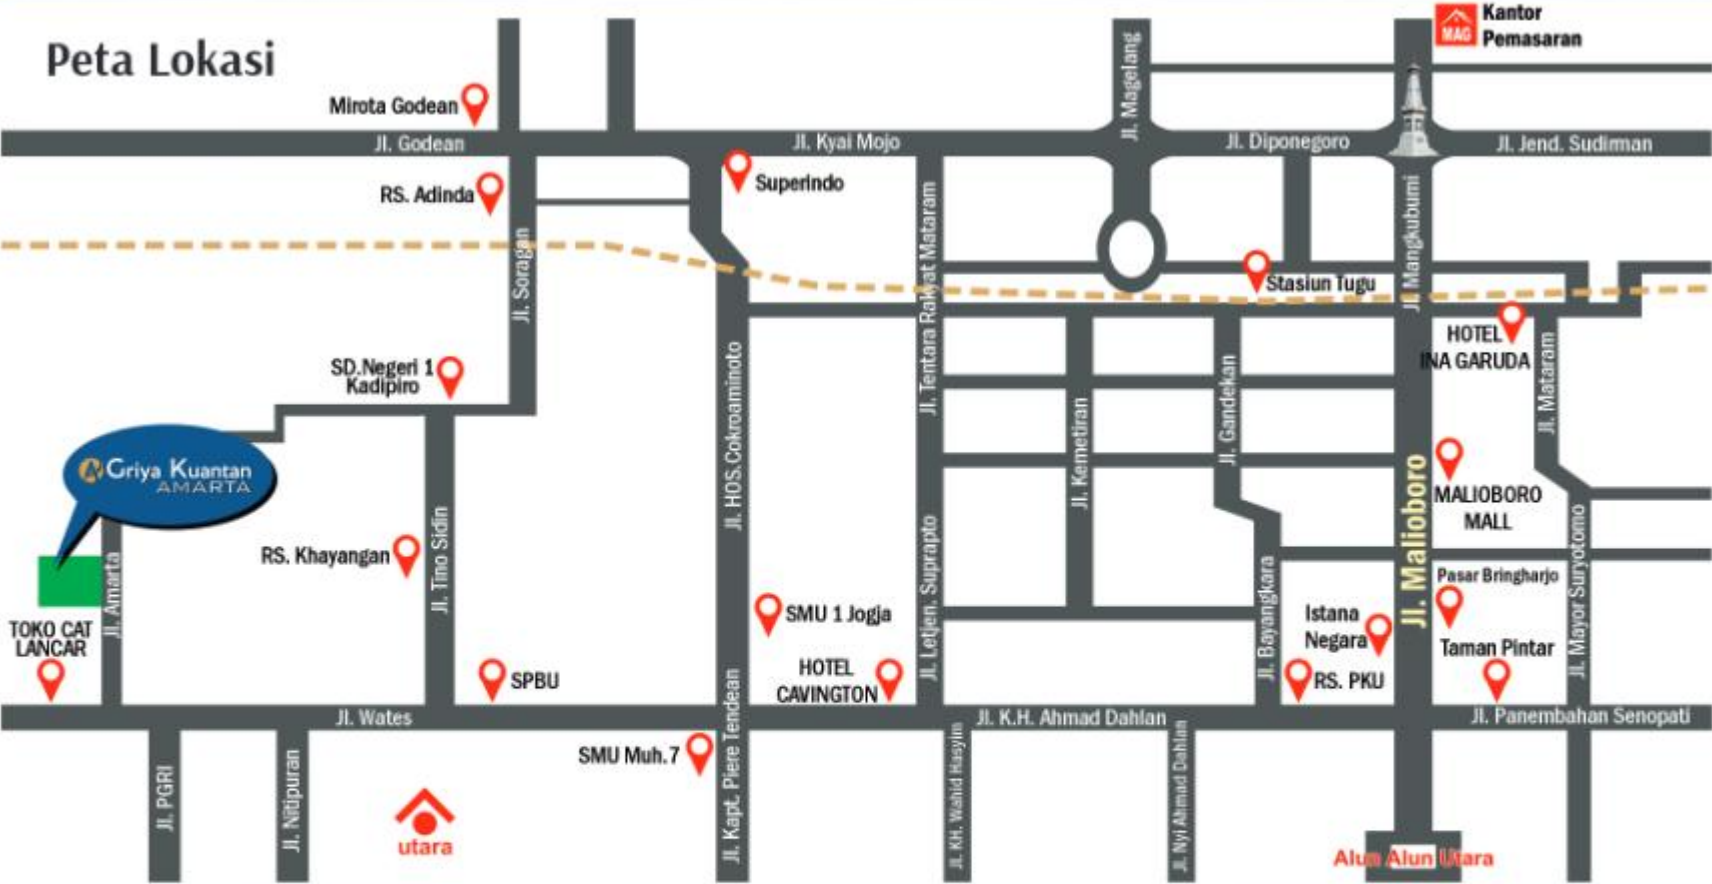 Peta Lokasi
Kantor
Pemasaran
MAG
Mirota Godean
Jl. Magelang
Jl. Godean
Jl. Kyai Mojo
Jl. Diponegoro
Jl. Jend. Sudirman
RS. Adinda
Superindo
Jl. Soragan
Jl. Tentara Rakyat Mataram
Jl. Mangkubumi
Stasiun Tugu
HOTEL
INA GARUDA
Jl. Mataram
SD.Negeri 1
Kadipiro
Jl. HOS.Cokroaminoto
Jl. Kemetiran
Jl. Gandekan
Griya Kuantan
AMARTA
MALIOBORO
MALL
Jl. Malioboro
Jl. Amarta
RS. Khayangan
Jl. Tino Sidin
Jl. Letjen. Suprapto
Jl. Bayangkara
Pasar Bringharjo
Jl. Mayor Suryotomo
TOKO CAT
LANCAR
SMU 1 Jogja
Istana
Negara
Taman Pintar
SPBU
HOTEL
CAVINGTON
RS. PKU
Jl. Wates
Jl. K.H. Ahmad Dahlan
Jl. Panembahan Senopati
SMU Muh.7
Jl. Kapt. Piere Tendean
Jl. PGRI
Jl. Nitipuran
Jl. KH. Wahid Hasyim
Jl. Nyi Ahmad Dahlan
utara
Alun Alun Utara